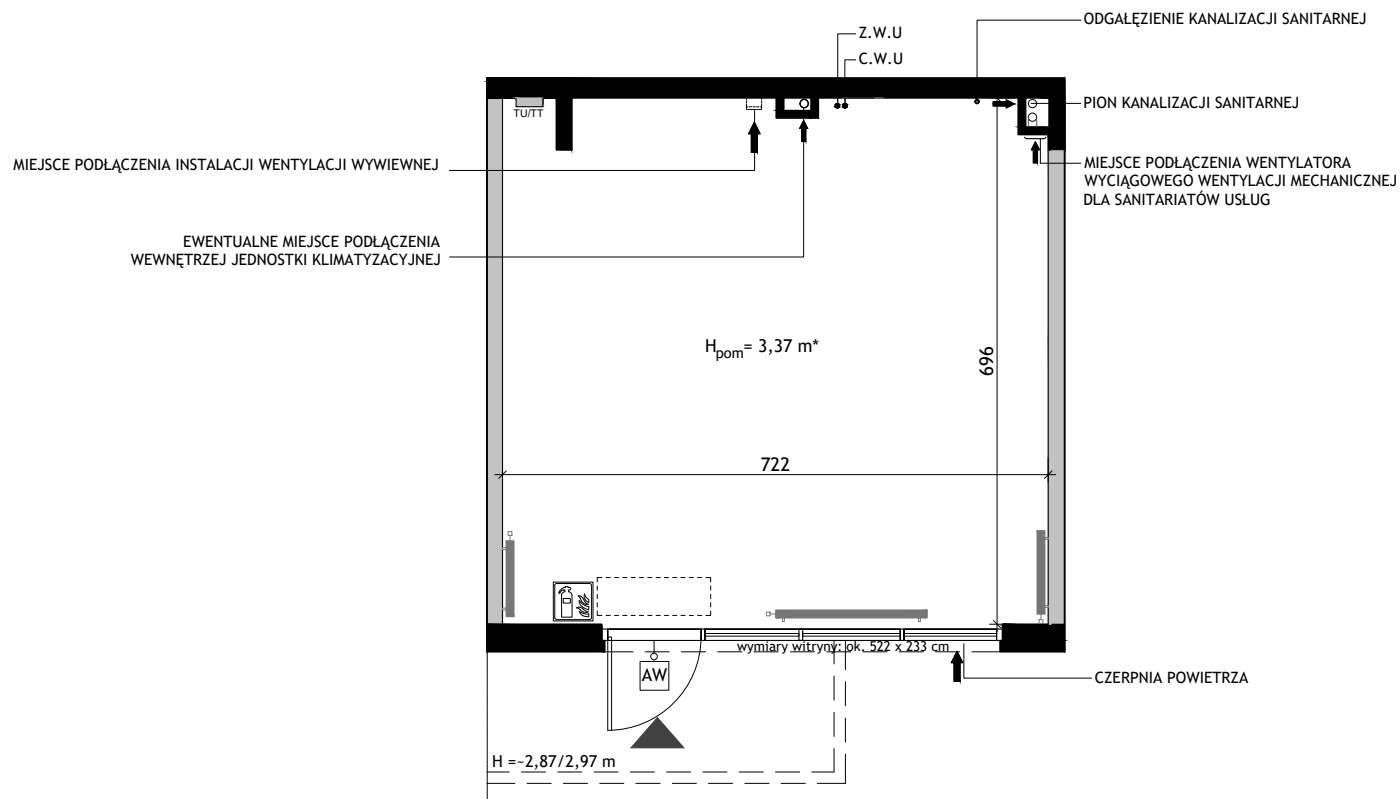 ODGAŁĘZIENIE KANALIZACJI SANITARNEJ
Z.W.U
C.W.U
PION KANALIZACJI SANITARNEJ
TU/TT
MIEJSCE PODŁĄCZENIA INSTALACJI WENTYLACJI WYWIEWNEJ
MIEJSCE PODŁĄCZENIA WENTYLATORA
WYCIĄGOWEGO WENTYLACJI MECHANICZNEJ
DLA SANITARIATÓW USŁUG
EWENTUALNE MIEJSCE PODŁĄCZENIA
WEWNĘTRZEJ JEDNOSTKI KLIMATYZACYJNEJ
Hpom= 3,37 m*
696
722
wymiary witryny: ok. 522 x 233 cm
AW
CZERPNIA POWIETRZA
H =~2,87/2,97 m